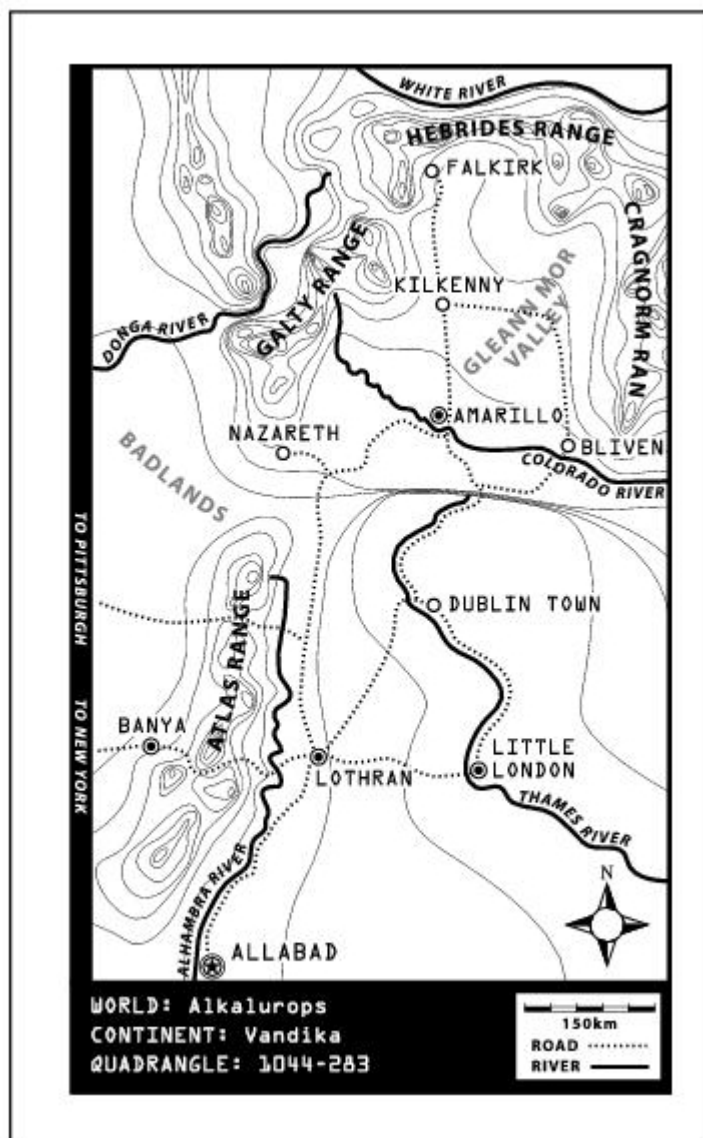 WHITE RIVER
HEBRIDES RANGE
FALKIRK
CRAGNORM RAN
GALTY RANGE
KILKENNY
GLEANN MOR
VALLEY
DONGA RIVER
AMARILLO
NAZARETH
BLIVEN
COLORADO RIVER
BADLANDS
TO PITTSBURGH
ATLAS RANGE
DUBLIN TOWN
TO NEW YORK
BANYA
LOTHRAN
LITTLE
LONDON
THAMES RIVER
ALHAMBRA RIVER
N
ALLABAD
WORLD: Alkalurops
CONTINENT: Vandika
QUADRANGLE: 1044-283
150km
ROAD
RIVER